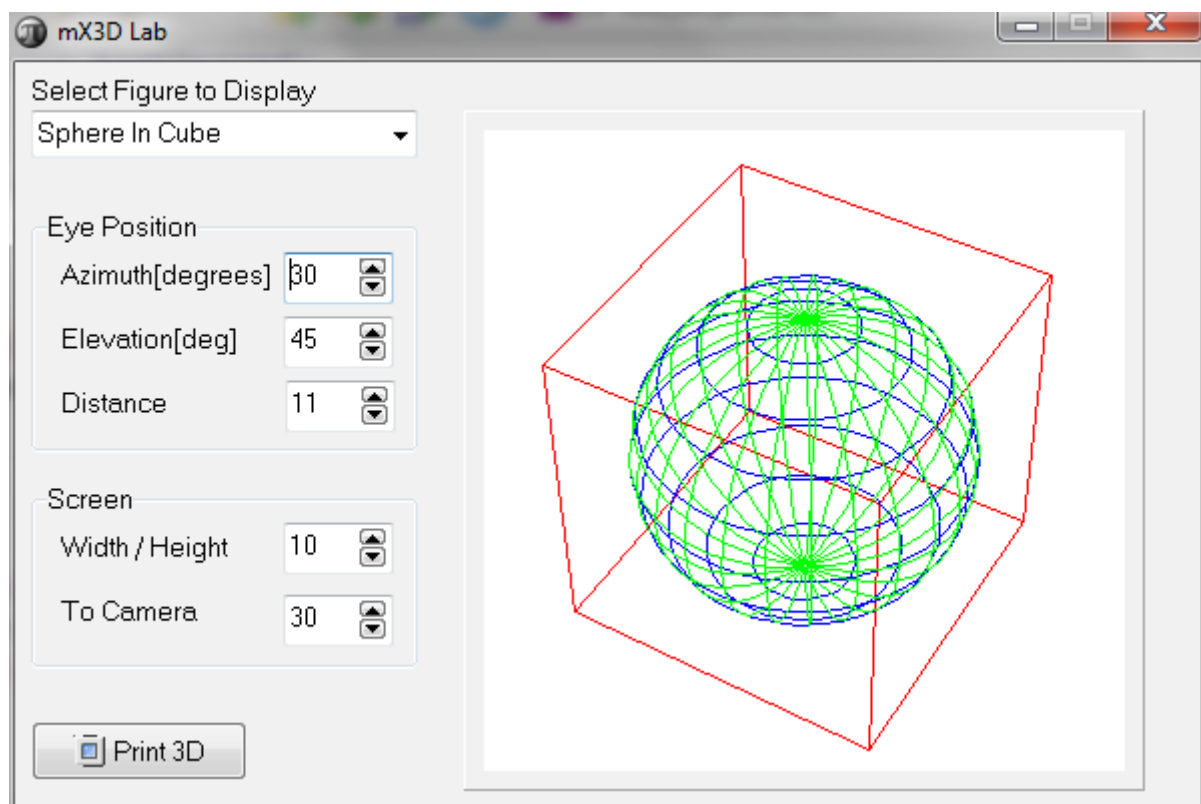 mX3D Lab
Select Figure to Display
Sphere In Cube
Eye Position
Azimuth[degrees] 30
Elevation[deg] 45
Distance 11
Screen
Width / Height 10
To Camera 30
Print 3D